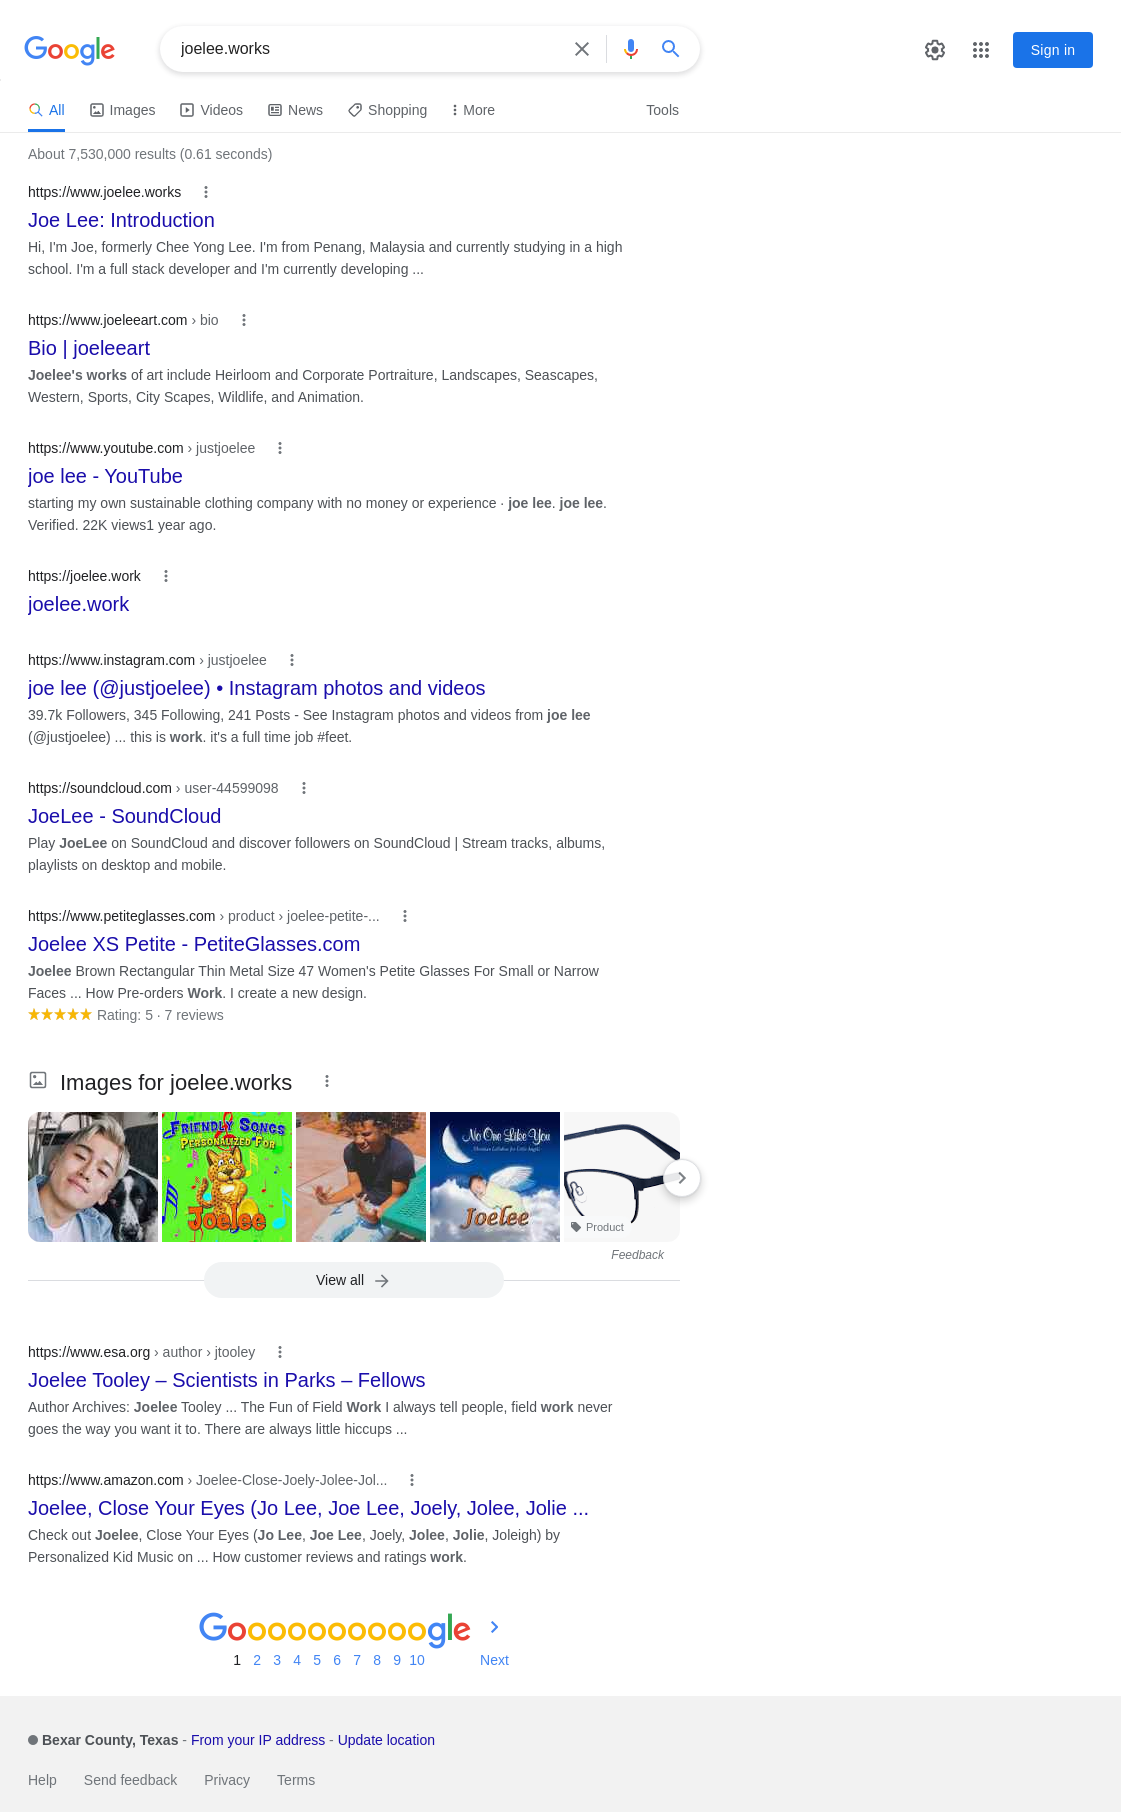 Google
joelee.works
Sign in
All Images Videos News Shopping More Tools
About 7,530,000 results (0.61 seconds)
https://www.joelee.works
Joe Lee: Introduction
Hi, I'm Joe, formerly Chee Yong Lee. I'm from Penang, Malaysia and currently studying in a high
school. I'm a full stack developer and I'm currently developing ...
https://www.joeleeart.com › bio
Bio | joeleeart
Joelee's works of art include Heirloom and Corporate Portraiture, Landscapes, Seascapes,
Western, Sports, City Scapes, Wildlife, and Animation.
https://www.youtube.com › justjoelee
joe lee - YouTube
starting my own sustainable clothing company with no money or experience · joe lee. joe lee.
Verified. 22K views1 year ago.
https://joelee.work
joelee.work
https://www.instagram.com › justjoelee
joe lee (@justjoelee) • Instagram photos and videos
39.7k Followers, 345 Following, 241 Posts - See Instagram photos and videos from joe lee
(@justjoelee) ... this is work. it's a full time job #feet.
https://soundcloud.com › user-44599098
JoeLee - SoundCloud
Play JoeLee on SoundCloud and discover followers on SoundCloud | Stream tracks, albums,
playlists on desktop and mobile.
https://www.petiteglasses.com › product › joelee-petite-...
Joelee XS Petite - PetiteGlasses.com
Joelee Brown Rectangular Thin Metal Size 47 Women's Petite Glasses For Small or Narrow
Faces ... How Pre-orders Work. I create a new design.
Rating: 5 · 7 reviews
Images for joelee.works
Friendly Songs
Personalized For
Joelee
No One Like You
Joelee
Product
Feedback
View all
https://www.esa.org › author › jtooley
Joelee Tooley – Scientists in Parks – Fellows
Author Archives: Joelee Tooley ... The Fun of Field Work I always tell people, field work never
goes the way you want it to. There are always little hiccups ...
https://www.amazon.com › Joelee-Close-Joely-Jolee-Jol...
Joelee, Close Your Eyes (Jo Lee, Joe Lee, Joely, Jolee, Jolie ...
Check out Joelee, Close Your Eyes (Jo Lee, Joe Lee, Joely, Jolee, Jolie, Joleigh) by
Personalized Kid Music on ... How customer reviews and ratings work.
Goooooooooogle
1 2 3 4 5 6 7 8 9 10 Next
Bexar County, Texas - From your IP address - Update location
Help Send feedback Privacy Terms